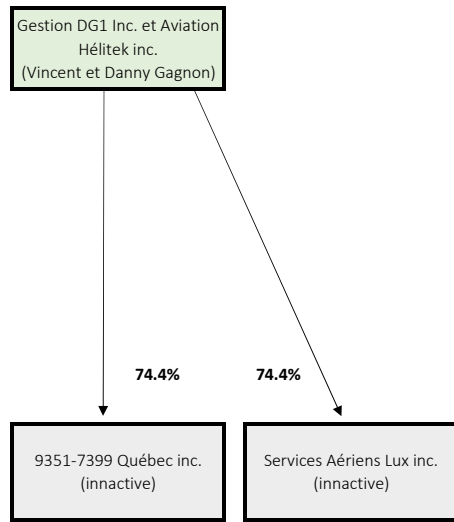 Gestion DG1 Inc. et Aviation
Hélitek inc.
(Vincent et Danny Gagnon)
74.4%
74.4%
9351-7399 Québec inc.
(innactive)
Services Aériens Lux inc.
(innactive)